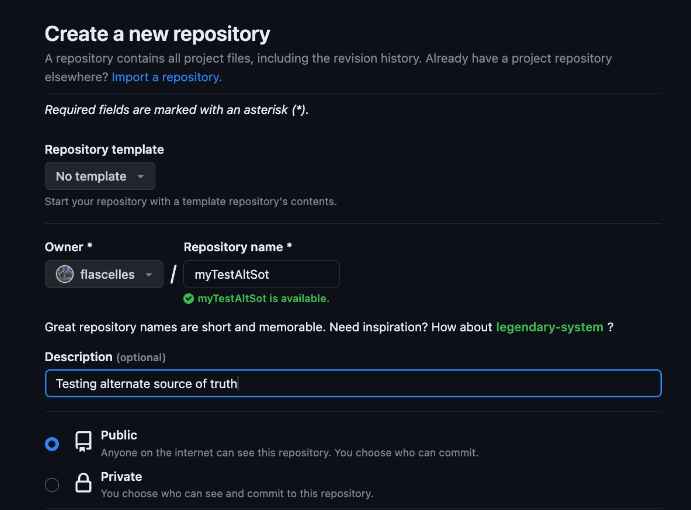 Create a new repository
A repository contains all project files, including the revision history. Already have a project repository
elsewhere? Import a repository.
Required fields are marked with an asterisk (*).
Repository template
No template
Start your repository with a template repository's contents.
Owner * Repository name *
flascelles / myTestAltSot
myTestAltSot is available.
Great repository names are short and memorable. Need inspiration? How about legendary-system ?
Description (optional)
Testing alternate source of truth
Public
Anyone on the internet can see this repository. You choose who can commit.
Private
You choose who can see and commit to this repository.